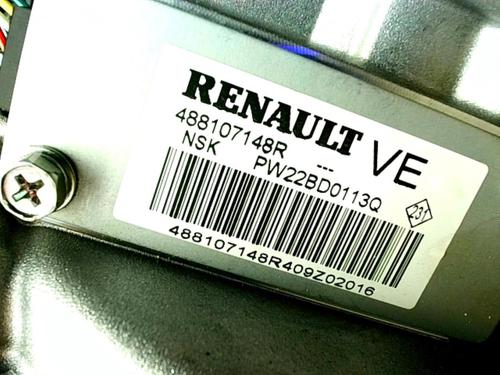 RENAULT
488107148R --- VE
NSK PW22BD0113Q
488107148R409Z02016